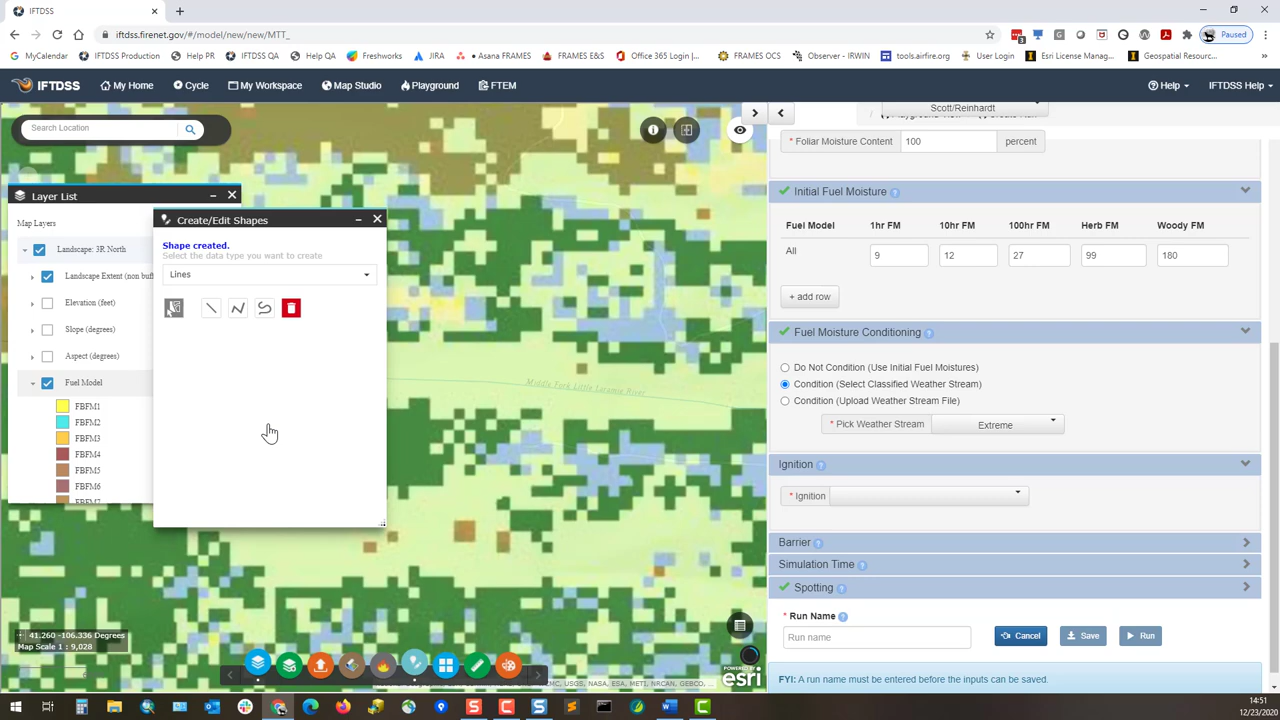 IFTDSS
iftdss.firenet.gov/#/model/new/new/MTT_
Paused
MyCalendar
IFTDSS Production
Help PR
IFTDSS QA
Help QA
Freshworks
JIRA
Asana FRAMES
FRAMES E&S
Office 365 Login |...
FRAMES OCS
Observer - IRWIN
tools.airfire.org
User Login
Esri License Manag...
Geospatial Resourc...
IFTDSS
My Home
Cycle
My Workspace
Map Studio
Playground
FTEM
Help
IFTDSS Help
Search Location
Scott/Reinhardt
* Foliar Moisture Content
100
percent
Layer List
Map Layers
Landscape: 3R North
Landscape Extent (non buff
Elevation (feet)
Slope (degrees)
Aspect (degrees)
Fuel Model
FBFM1
FBFM2
FBFM3
FBFM4
FBFM5
FBFM6
FBFM7
Create/Edit Shapes
Shape created.
Select the data type you want to create
Lines
Middle Fork Little Laramie River
Initial Fuel Moisture
Fuel Model
1hr FM
10hr FM
100hr FM
Herb FM
Woody FM
All
9
12
27
99
180
+ add row
Fuel Moisture Conditioning
Do Not Condition (Use Initial Fuel Moistures)
Condition (Select Classified Weather Stream)
Condition (Upload Weather Stream File)
* Pick Weather Stream
Extreme
Ignition
* Ignition
Barrier
Simulation Time
Spotting
* Run Name
Run name
Cancel
Save
Run
FYI: A run name must be entered before the inputs can be saved.
41.260 -106.336 Degrees
Map Scale 1 : 9,028
POWERED BY
esri
USGS, NASA, ESA, METI, NRCAN, GEBCO, ...
14:51
12/23/2020